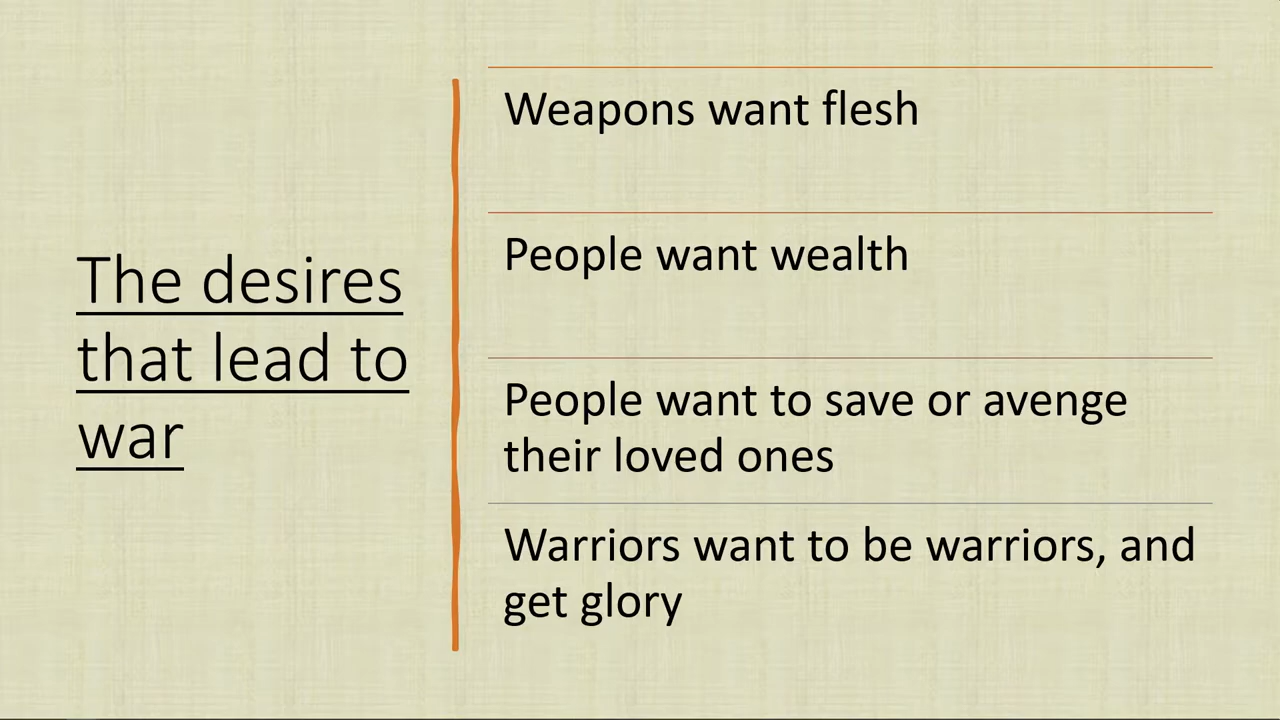 The desires
that lead to
war
Weapons want flesh
People want wealth
People want to save or avenge
their loved ones
Warriors want to be warriors, and
get glory